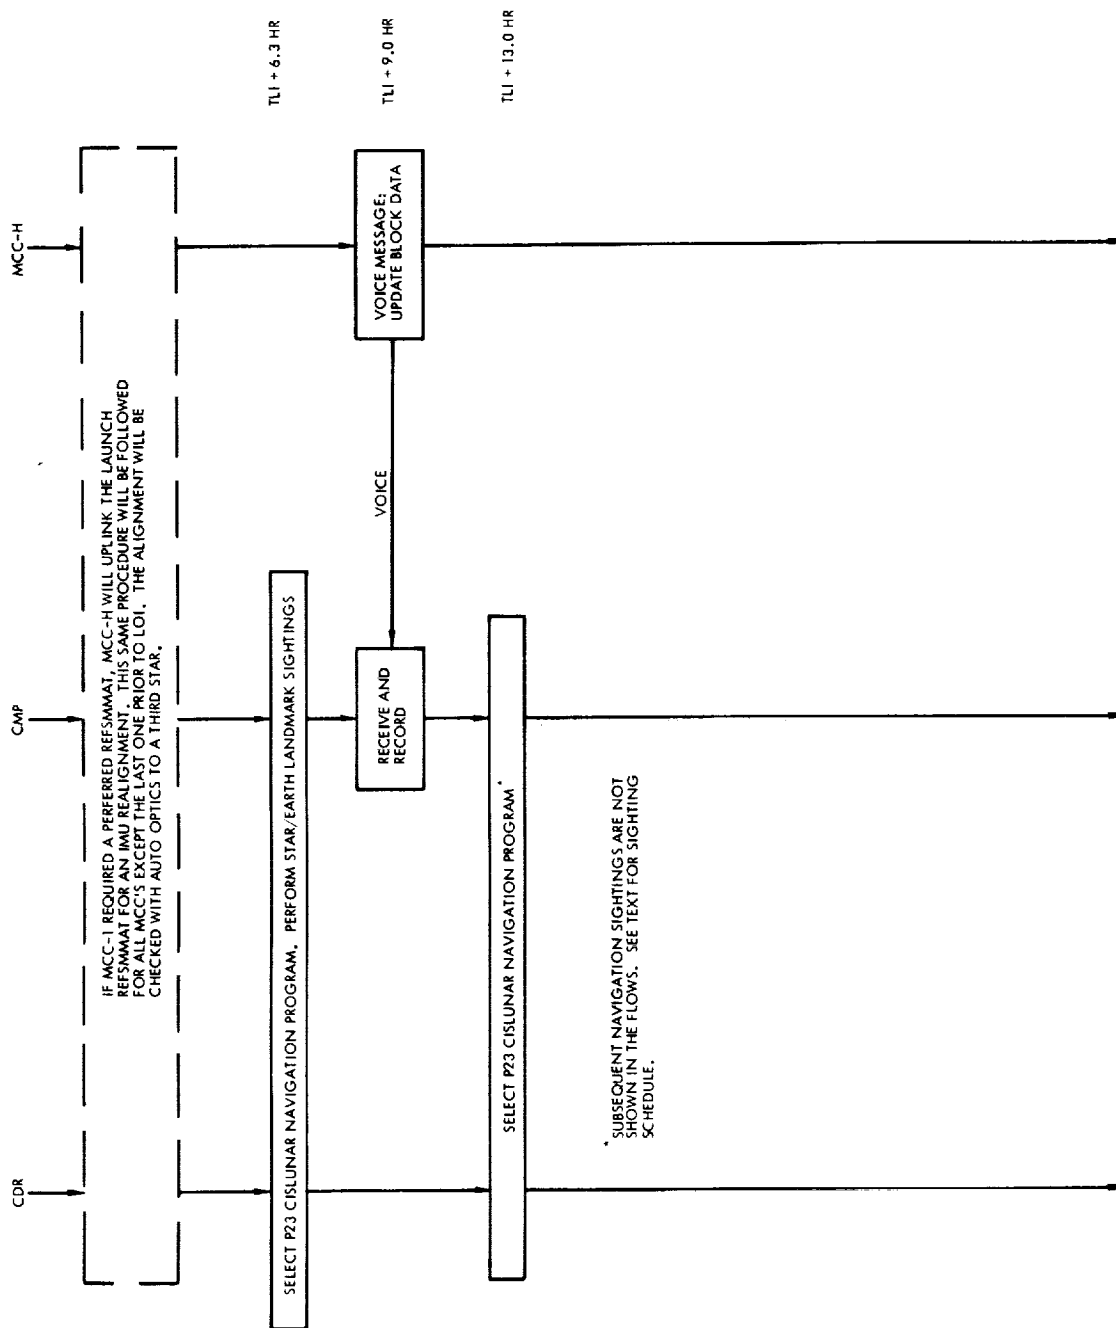 CDR
CMP
MCC-H
IF MCC-1 REQUIRED A PERFERRED REFSMMAT, MCC-H WILL UPLINK THE LAUNCH
REFSMMAT FOR AN IMU REALIGNMENT. THIS SAME PROCEDURE WILL BE FOLLOWED
FOR ALL MCC'S EXCEPT THE LAST ONE PRIOR TO LOI. THE ALIGNMENT WILL BE
CHECKED WITH AUTO OPTICS TO A THIRD STAR.
SELECT P23 CISLUNAR NAVIGATION PROGRAM. PERFORM STAR/EARTH LANDMARK SIGHTINGS
TLI + 6.3 HR
RECEIVE AND
RECORD
VOICE
VOICE MESSAGE:
UPDATE BLOCK DATA
TLI + 9.0 HR
SELECT P23 CISLUNAR NAVIGATION PROGRAM*
TLI + 13.0 HR
* SUBSEQUENT NAVIGATION SIGHTINGS ARE NOT
SHOWN IN THE FLOWS. SEE TEXT FOR SIGHTING
SCHEDULE.